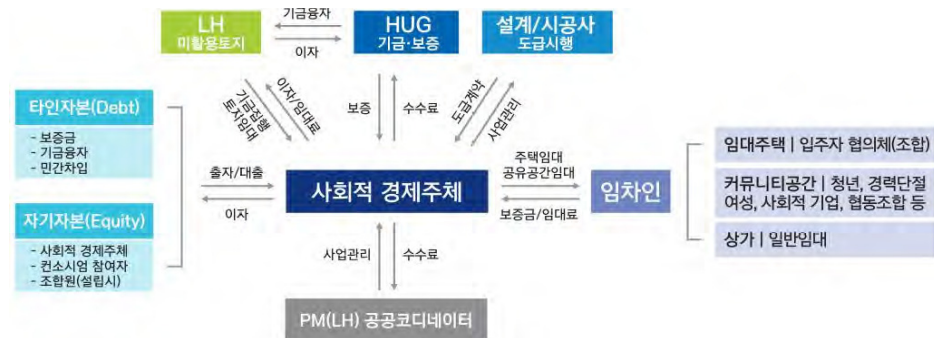 LH
미활용토지
기금융자
이자
HUG
기금·보증
설계/시공사
도급시행
기금집행
토지임대
이자/임대료
보증
수수료
도급계약
사업관리
타인자본(Debt)
- 보증금
- 기금융자
- 민간차입
자기자본(Equity)
- 사회적 경제주체
- 컨소시엄 참여자
- 조합원(설립시)
출자/대출
이자
사회적 경제주체
주택임대
공유공간임대
보증금/임대료
임차인
임대주택 | 입주자 협의체(조합)
커뮤니티공간 | 청년, 경력단절
여성, 사회적 기업, 협동조합 등
상가 | 일반임대
사업관리
수수료
PM(LH) 공공코디네이터